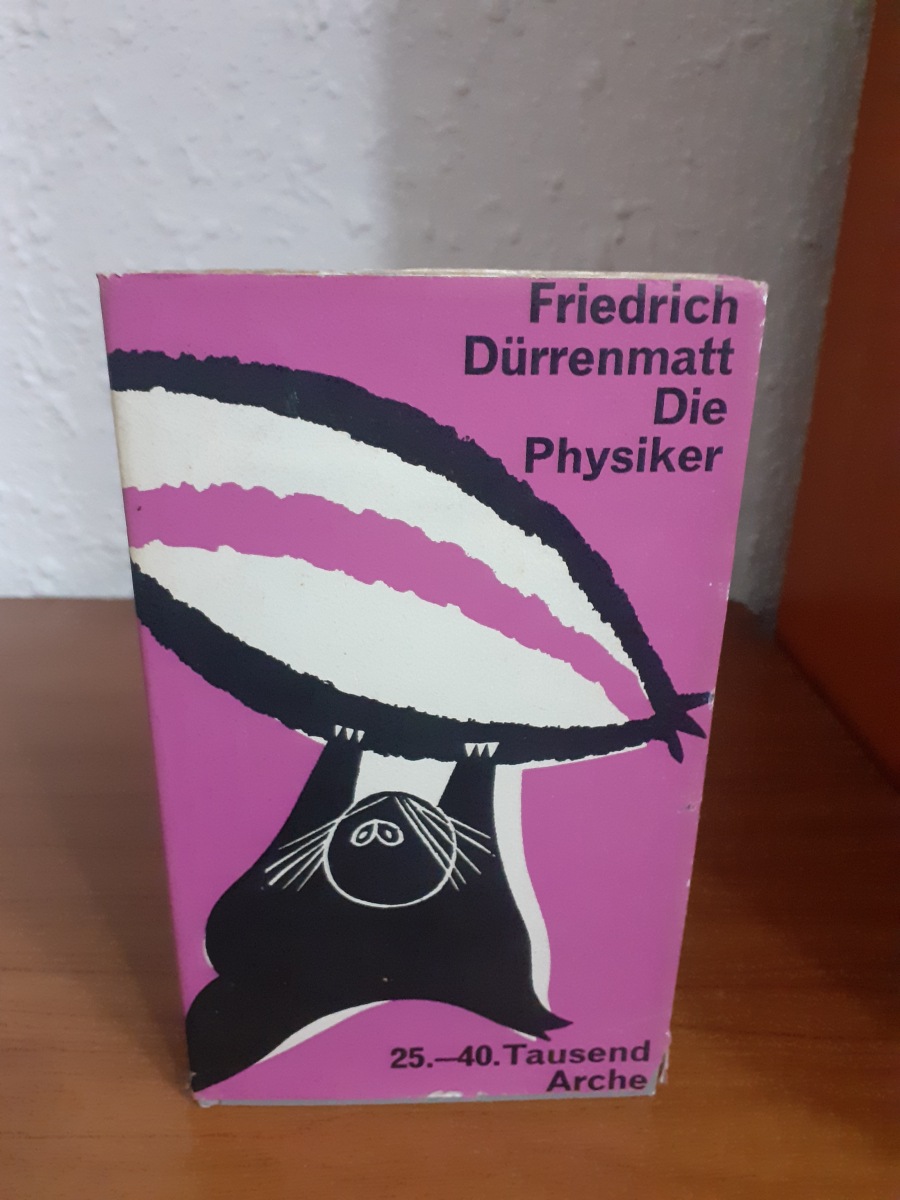 Friedrich
Dürrenmatt
Die
Physiker
25.—40. Tausend
Arche